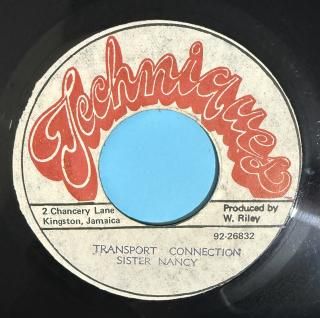 Techniques
2 Chancery Lane
Kingston, Jamaica
Produced by
W. Riley
92-26832
TRANSPORT CONNECTION
SISTER NANCY